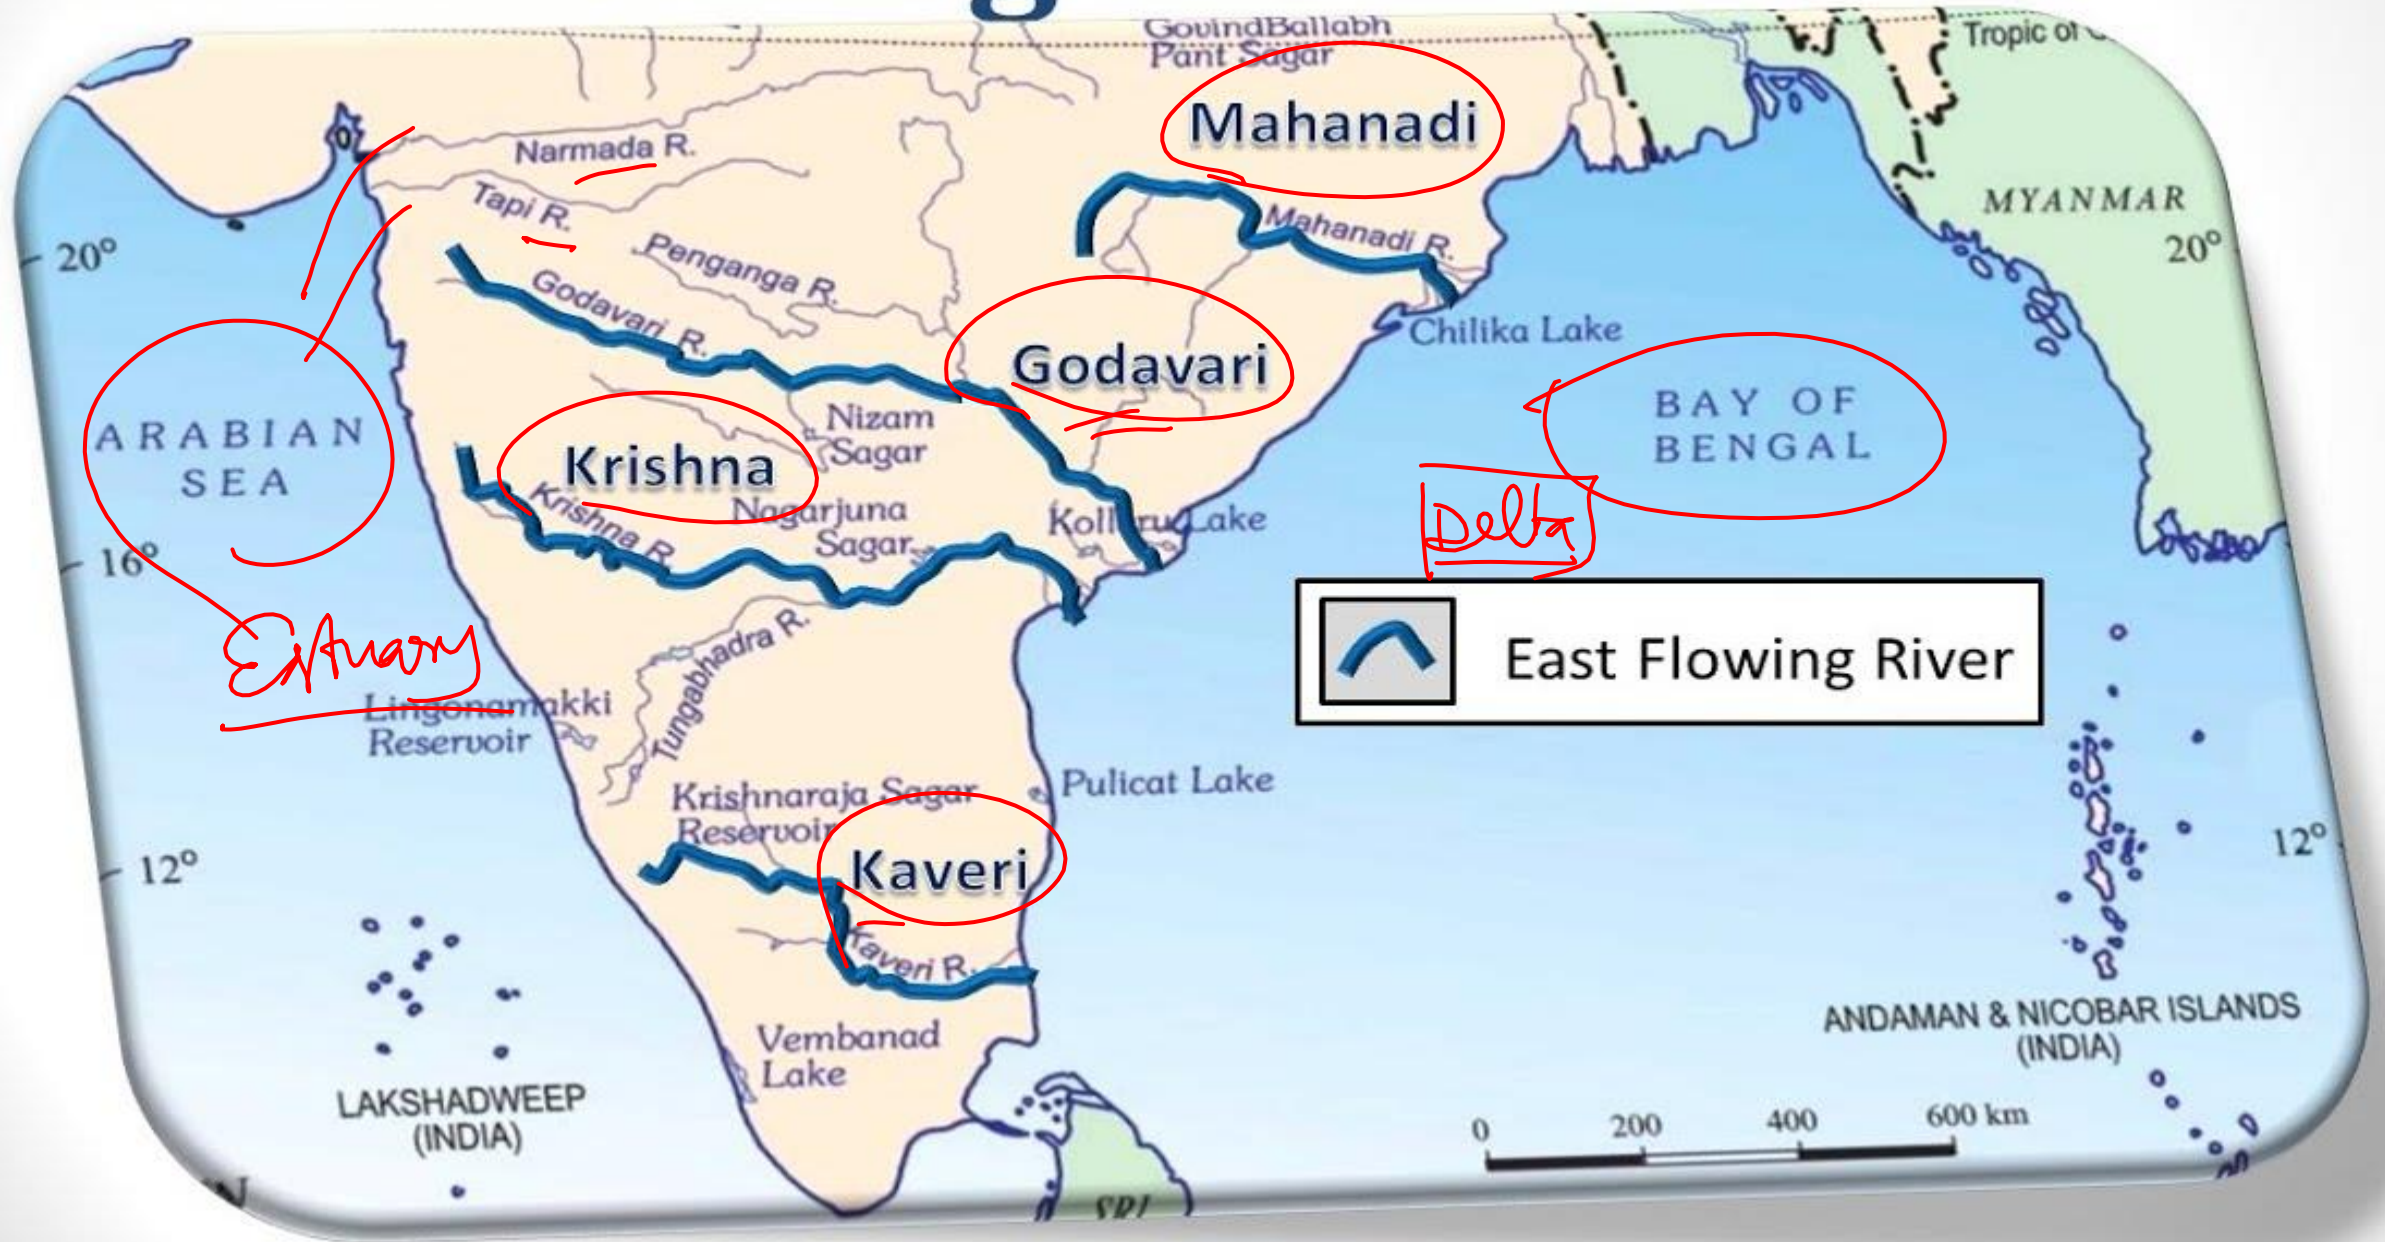 g
GovindBallabh
Pant Sagar
Tropic of
Mahanadi
Narmada R.
Tapi R.
Mahanadi R.
MYANMAR
20°
20°
Penganga R.
Godavari R.
Chilika Lake
Godavari
BAY OF
BENGAL
ARABIAN
SEA
Nizam
Sagar
Krishna
Krishna R.
Nagarjuna
Sagar
Kolleru Lake
Delta
16°
East Flowing River
Tungabhadra R.
Estuary
Lingonamakki
Reservoir
Krishnaraja Sagar
Reservoir
Pulicat Lake
12°
12°
Kaveri
Kaveri R.
Vembanad
Lake
ANDAMAN & NICOBAR ISLANDS
(INDIA)
LAKSHADWEEP
(INDIA)
0 200 400 600 km
SRI